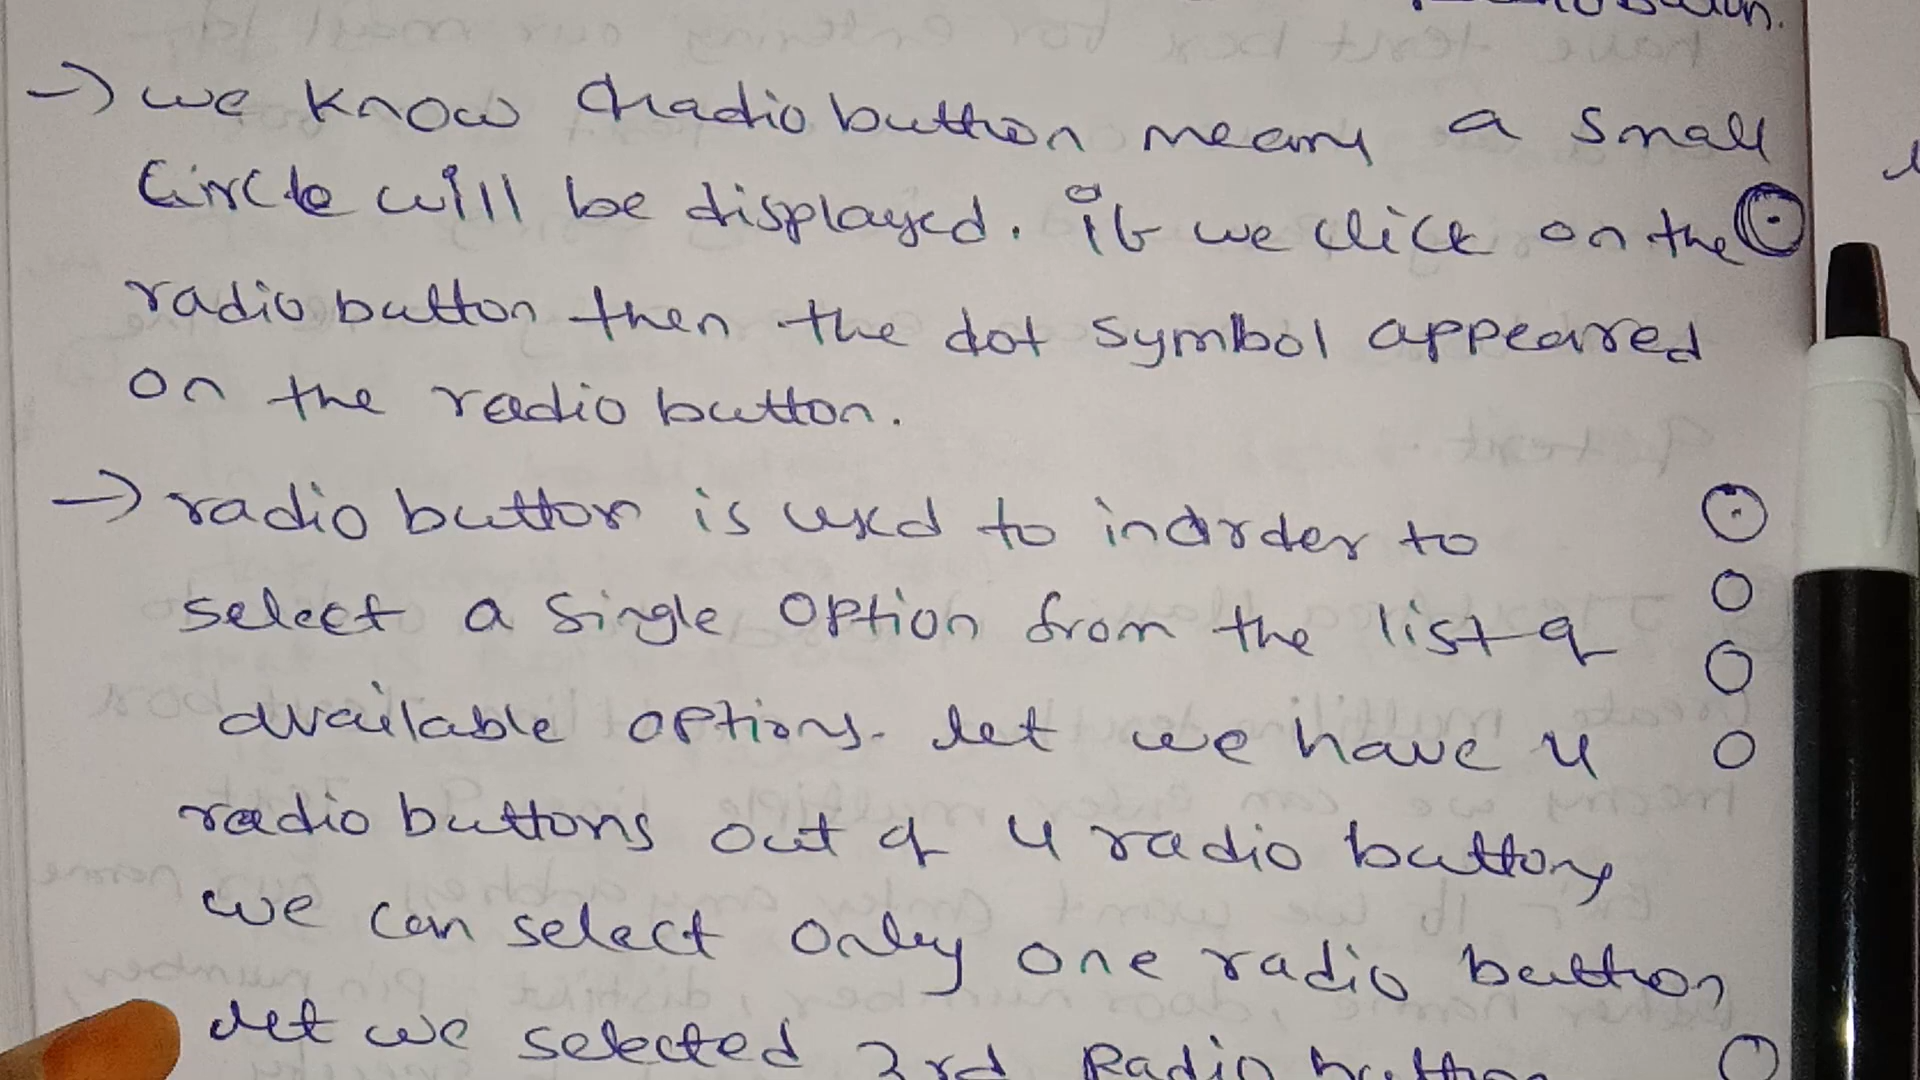 → we know radio button means a small
Circle will be displayed. if we click on the
radio button then the dot symbol appeared
on the radio button.
→ radio button is used to inorder to
select a single option from the list of
available options. let we have 4
radio buttons out of 4 radio buttons
we can select only one radio button
let we selected 3rd Radio button